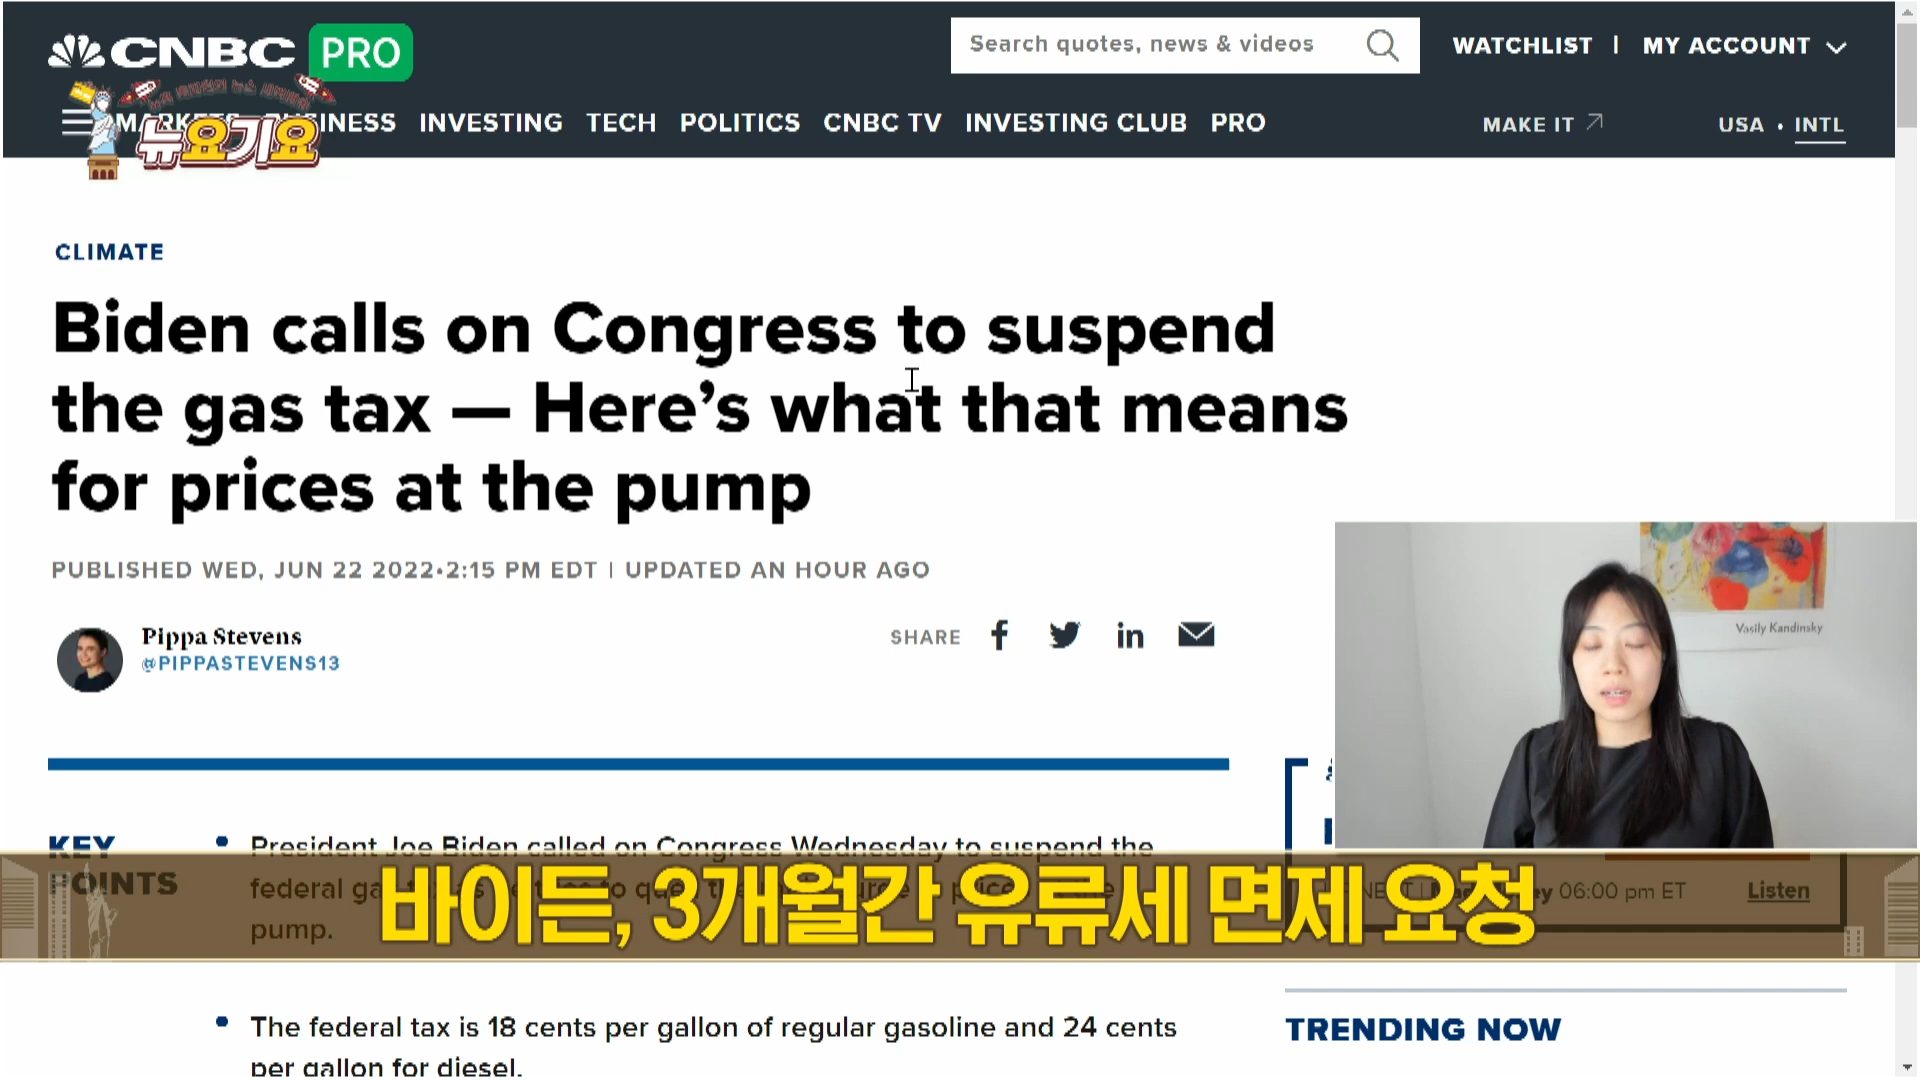 CNBC PRO
Search quotes, news & videos
WATCHLIST | MY ACCOUNT
뉴요기요
INVESTING TECH POLITICS CNBC TV INVESTING CLUB PRO
MAKE IT
USA • INTL
CLIMATE
Biden calls on Congress to suspend
the gas tax — Here’s what that means
for prices at the pump
PUBLISHED WED, JUN 22 2022•2:15 PM EDT | UPDATED AN HOUR AGO
Pippa Stevens
@PIPPASTEVENS13
SHARE
Vasily Kandinsky
KEY
POINTS
President Joe Biden called on Congress Wednesday to suspend the
federal
pump.
바이든, 3개월간 유류세 면제 요청
06:00 pm ET
Listen
The federal tax is 18 cents per gallon of regular gasoline and 24 cents
per gallon for diesel.
TRENDING NOW